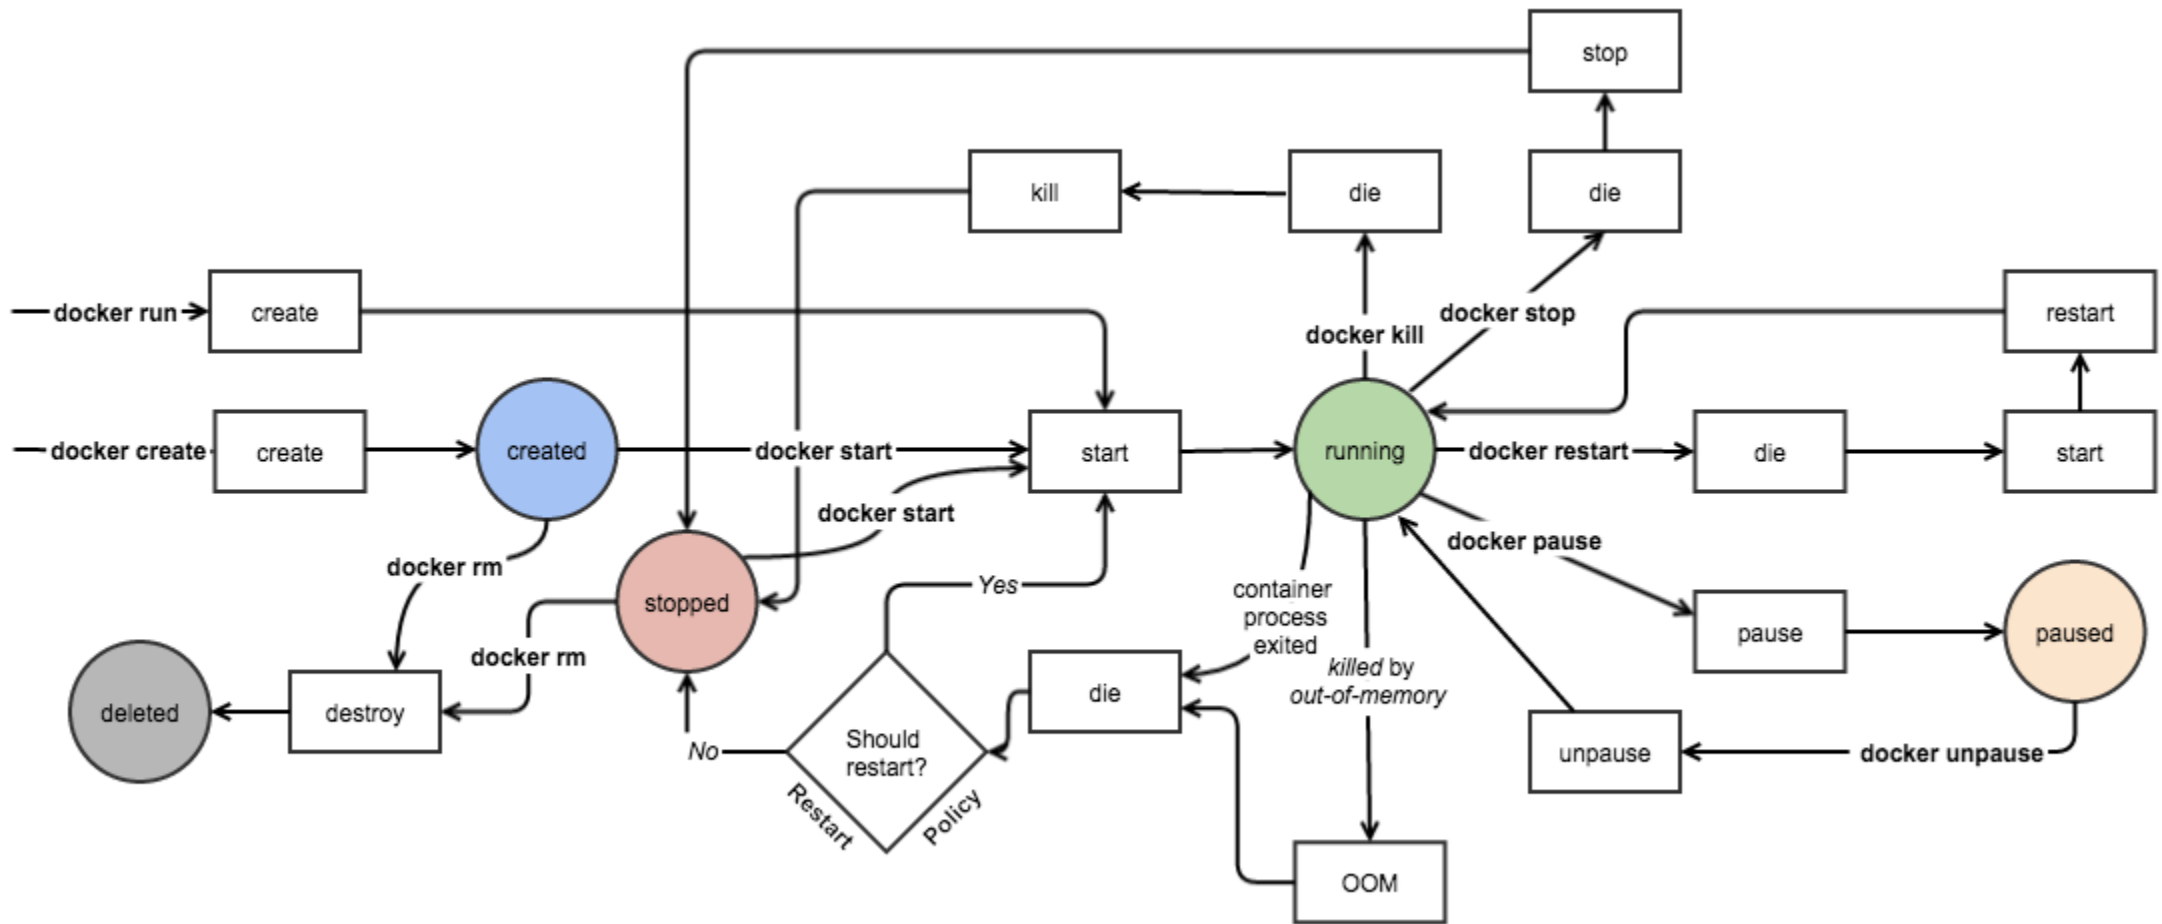 stop
kill
die
die
docker run
create
docker kill
docker stop
restart
docker create
create
created
docker start
start
running
docker restart
die
start
docker start
docker pause
docker rm
stopped
Yes
container
process
exited
pause
paused
docker rm
killed by
out-of-memory
deleted
destroy
die
No
Should
restart?
Restart
Policy
unpause
docker unpause
OOM